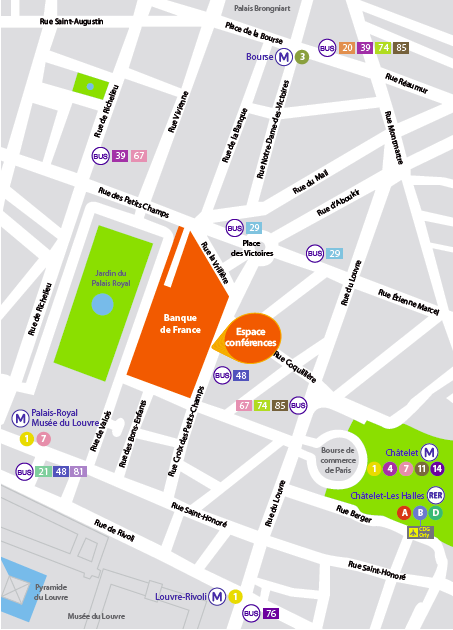 Palais Brongniart
Rue Saint-Augustin
Place de la Bourse
BUS 20 39 74 85
Bourse M 3
Rue Réaumur
Rue de Richelieu
Rue Vivienne
Rue de la Banque
Rue Notre-Dame-des-Victoires
Rue Montmartre
BUS 39 67
Rue du Mail
Rue d'Aboukir
Rue des Petits Champs
BUS 29
Place
des Victoires
BUS 29
Rue la Vrillière
Jardin du
Palais Royal
Rue du Louvre
Rue Étienne Marcel
Rue de Richelieu
Banque
de France
Espace
conférences
Rue Coquillière
BUS 48
67 74 85 BUS
M Palais-Royal
Musée du Louvre
1 7
Rue de Valois
Rue des Bons-Enfants
Rue Croix des Petits-Champs
BUS 21 48 81
Bourse de
commerce
de Paris
Châtelet M
1 4 7 11 14
Châtelet-Les Halles RER
A B D
CDG
Orly
Rue du Louvre
Rue Berger
Rue Saint-Honoré
Rue de Rivoli
Rue Saint-Honoré
Pyramide
du Louvre
Louvre-Rivoli M 1
Musée du Louvre
BUS 76